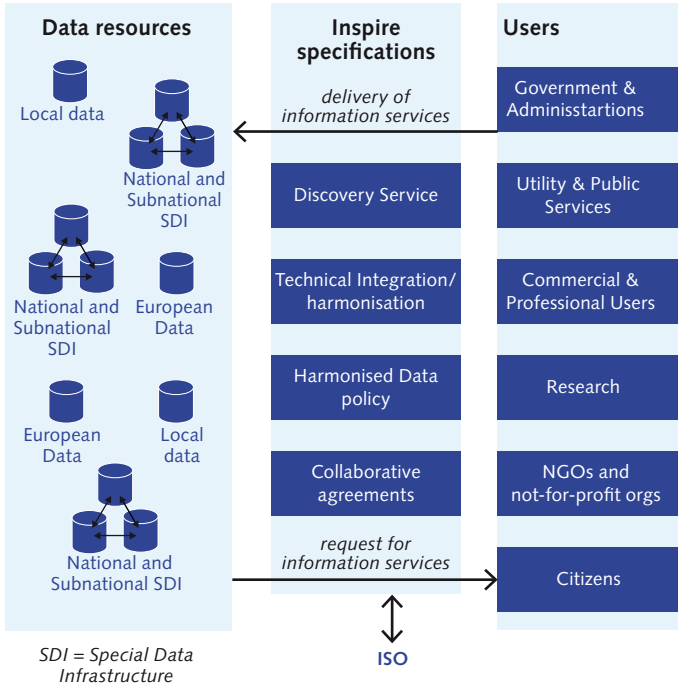 Data resources
Local data
National and
Subnational
SDI
National and
Subnational
SDI
European
Data
European
Data
Local
data
National and
Subnational SDI
SDI = Special Data
Infrastructure
Inspire
specifications
delivery of
information services
Discovery Service
Technical Integration/
harmonisation
Harmonised Data
policy
Collaborative
agreements
request for
information services
ISO
Users
Government &
Adminisstartions
Utility & Public
Services
Commercial &
Professional Users
Research
NGOs and
not-for-profit orgs
Citizens